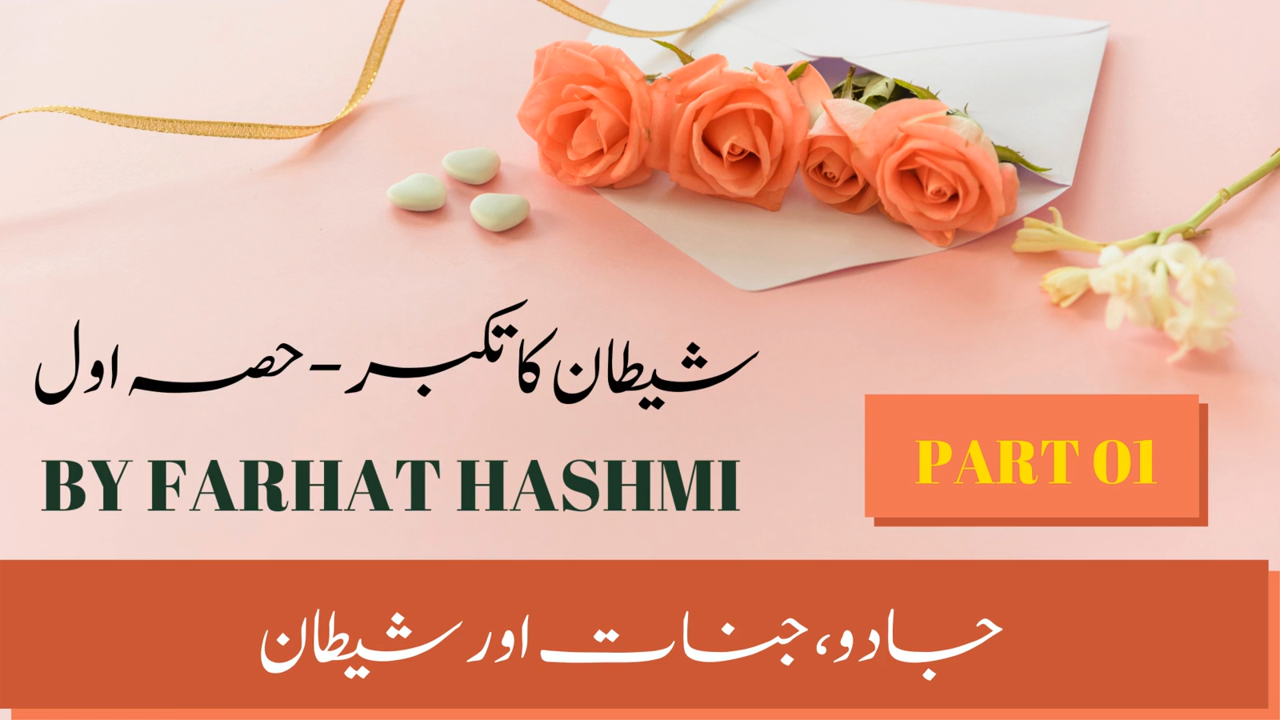 شیطان کا تکبر - حصہ اول
BY FARHAT HASHMI
PART 01
جادو، جنات اور شیطان